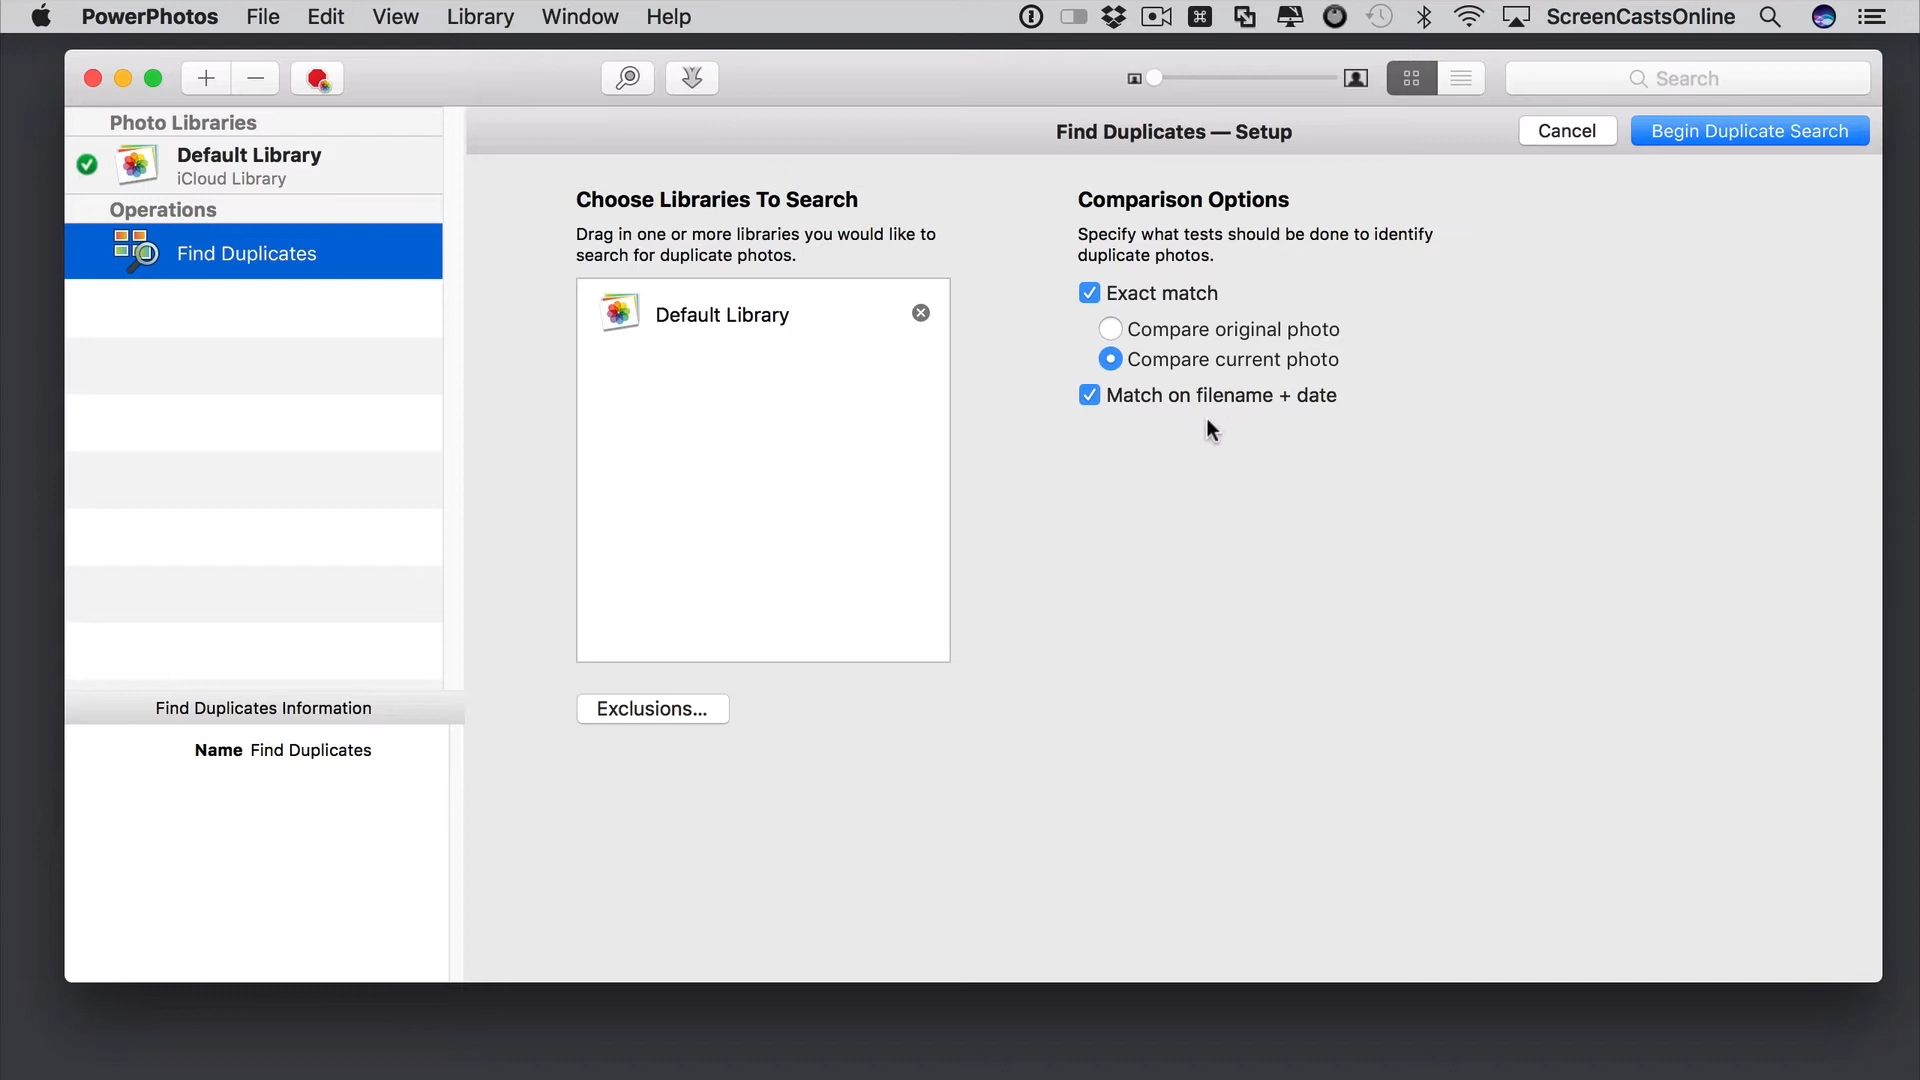 PowerPhotos File Edit View Library Window Help ScreenCastsOnline
Search
Photo Libraries
Default Library
iCloud Library
Operations
Find Duplicates
Find Duplicates — Setup
Cancel
Begin Duplicate Search
Choose Libraries To Search
Drag in one or more libraries you would like to
search for duplicate photos.
Default Library
Exclusions...
Comparison Options
Specify what tests should be done to identify
duplicate photos.
Exact match
Compare original photo
Compare current photo
Match on filename + date
Find Duplicates Information
Name Find Duplicates